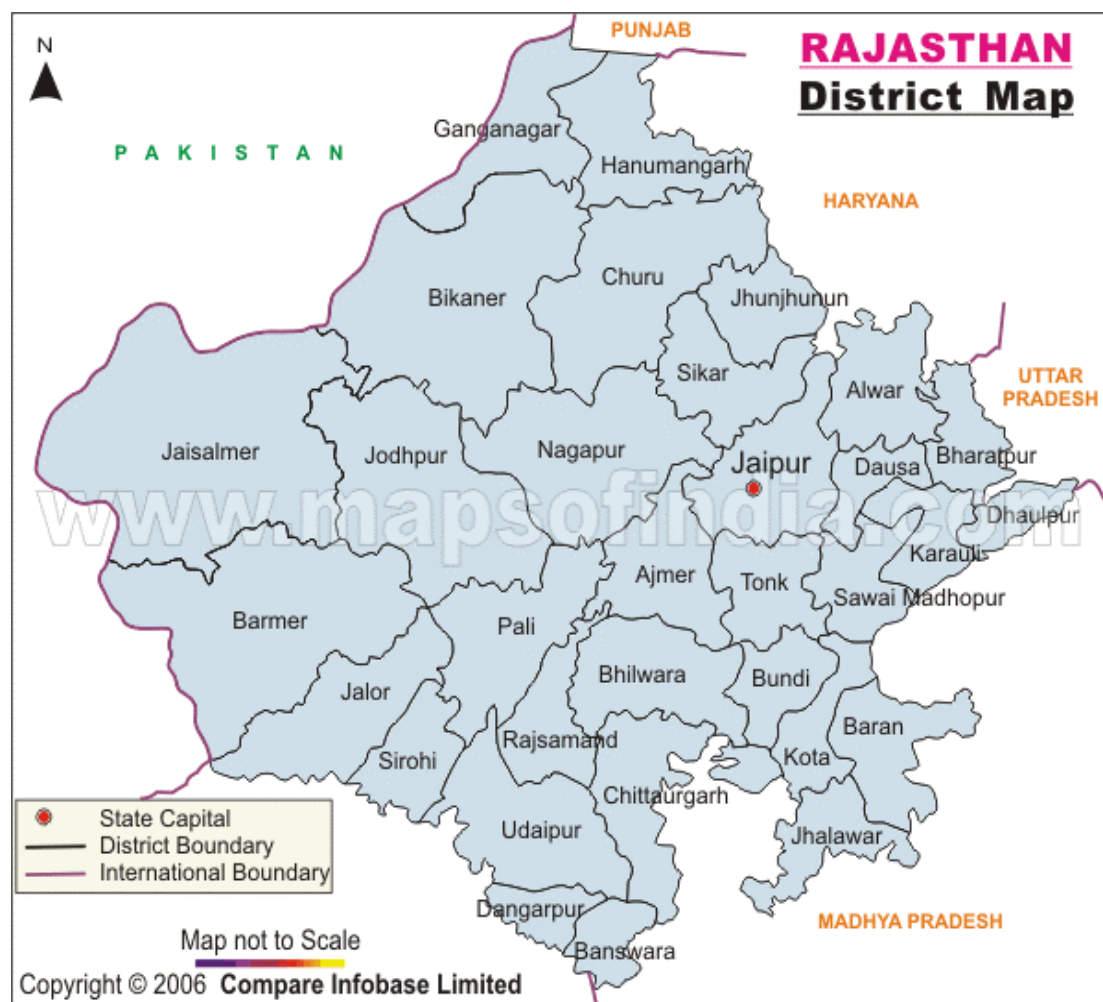 PUNJAB
RAJASTHAN
District Map
N
Ganganagar
PAKISTAN
Hanumangarh
HARYANA
Churu
Bikaner
Jhunjhunun
Sikar
UTTAR
PRADESH
Alwar
Jaisalmer
Jodhpur
Nagapur
Jaipur
Dausa
Bharatpur
www.mapsofindia.com
Dhaulpur
Karauli
Ajmer
Tonk
Sawai Madhopur
Barmer
Pali
Bhilwara
Bundi
Jalor
Baran
Rajsamand
Sirohi
Kota
Chittaurgarh
State Capital
District Boundary
International Boundary
Udaipur
Jhalawar
Dangarpur
MADHYA PRADESH
Banswara
Map not to Scale
Copyright © 2006 Compare Infobase Limited